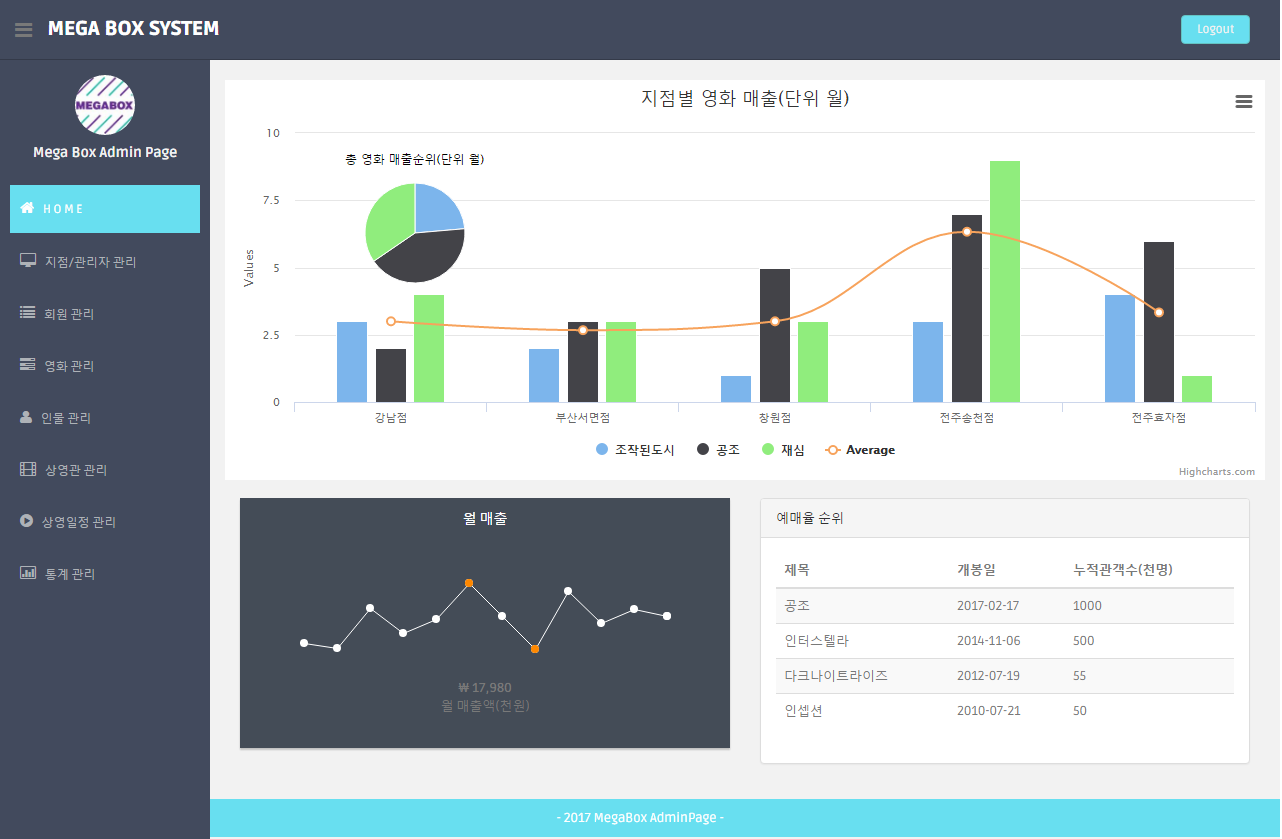 MEGA BOX SYSTEM
Logout
MEGABOX
Mega Box Admin Page
HOME
지점/관리자 관리
회원 관리
영화 관리
인물 관리
상영관 관리
상영일정 관리
통계 관리
지점별 영화 매출(단위 월)
총 영화 매출순위(단위 월)
Values
10
7.5
5
2.5
0
강남점 부산서면점 창원점 전주송천점 전주효자점
조작된도시 공조 재심 Average
Highcharts.com
월 매출
₩ 17,980
월 매출액(천원)
예매율 순위
제목 개봉일 누적관객수(천명)
공조 2017-02-17 1000
인터스텔라 2014-11-06 500
다크나이트라이즈 2012-07-19 55
인셉션 2010-07-21 50
- 2017 MegaBox AdminPage -